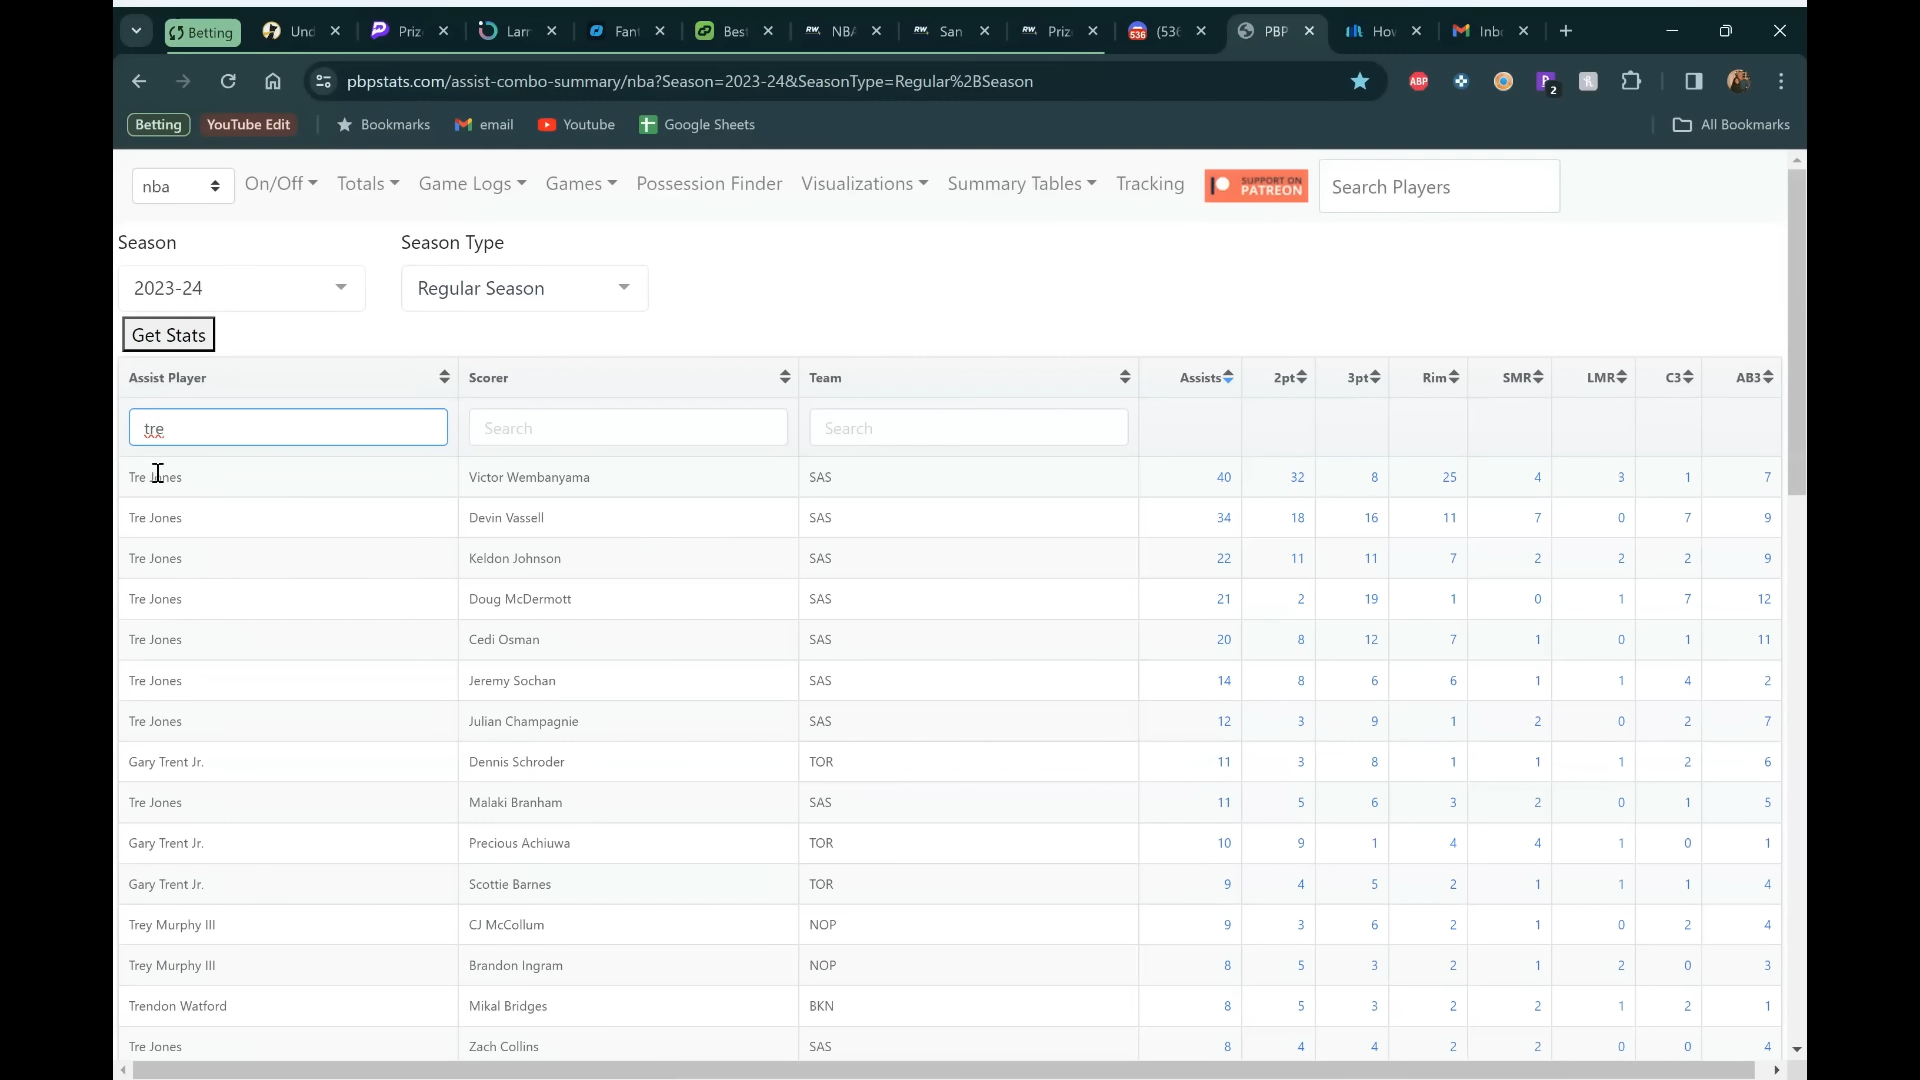 Betting Und Priz Larr Fant Best NBA San Priz (536 PBP How Inbo
pbpstats.com/assist-combo-summary/nba?Season=2023-24&SeasonType=Regular%2BSeason ABP 2
Betting YouTube Edit Bookmarks email Youtube Google Sheets All Bookmarks
nba On/Off Totals Game Logs Games Possession Finder Visualizations Summary Tables Tracking SUPPORT ON PATREON Search Players
Season Season Type
2023-24 Regular Season
Get Stats
Assist Player Scorer Team Assists 2pt 3pt Rim SMR LMR C3 AB3
tre Search Search
Tre Jones Victor Wembanyama SAS 40 32 8 25 4 3 1 7
Tre Jones Devin Vassell SAS 34 18 16 11 7 0 7 9
Tre Jones Keldon Johnson SAS 22 11 11 7 2 2 2 9
Tre Jones Doug McDermott SAS 21 2 19 1 0 1 7 12
Tre Jones Cedi Osman SAS 20 8 12 7 1 0 1 11
Tre Jones Jeremy Sochan SAS 14 8 6 6 1 1 4 2
Tre Jones Julian Champagnie SAS 12 3 9 1 2 0 2 7
Gary Trent Jr. Dennis Schroder TOR 11 3 8 1 1 1 2 6
Tre Jones Malaki Branham SAS 11 5 6 3 2 0 1 5
Gary Trent Jr. Precious Achiuwa TOR 10 9 1 4 4 1 0 1
Gary Trent Jr. Scottie Barnes TOR 9 4 5 2 1 1 1 4
Trey Murphy III CJ McCollum NOP 9 3 6 2 1 0 2 4
Trey Murphy III Brandon Ingram NOP 8 5 3 2 1 2 0 3
Trendon Watford Mikal Bridges BKN 8 5 3 2 2 1 2 1
Tre Jones Zach Collins SAS 8 4 4 2 2 0 0 4